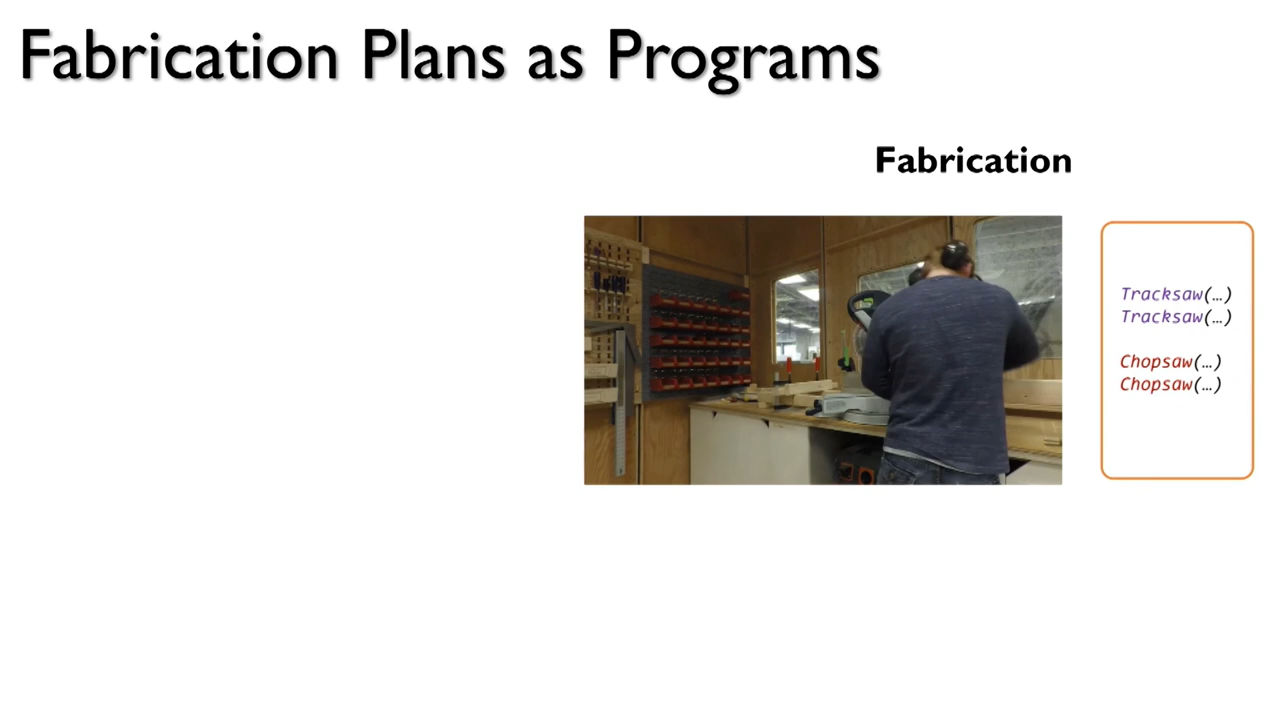 Fabrication Plans as Programs
Fabrication
Tracksaw(…)
Tracksaw(…)
Chopsaw(…)
Chopsaw(…)